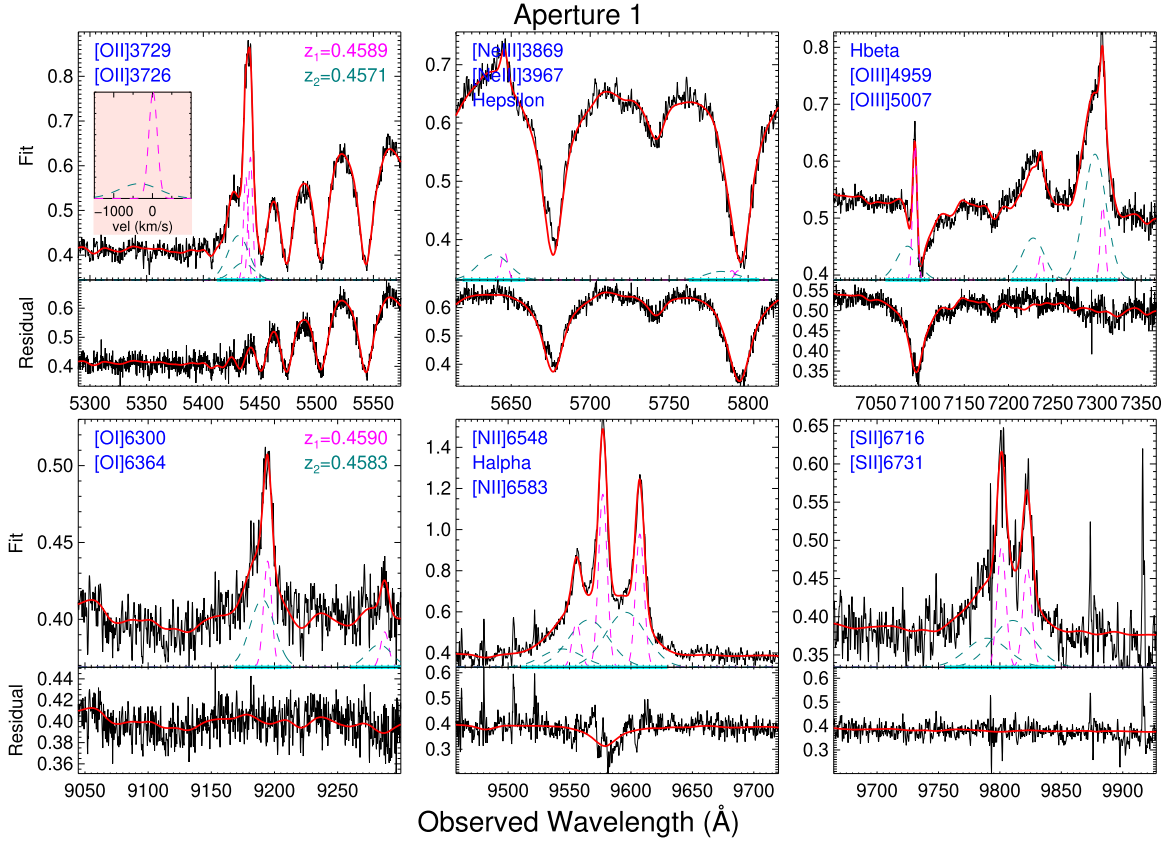 Aperture 1
[OII]3729
[OII]3726
z1=0.4589
z2=0.4571
[NeIII]3869
[NeIII]3967
Hepsilon
Hbeta
[OIII]4959
[OIII]5007
Fit
0.8
0.7
0.6
0.5
0.4
−1000 0
vel (km/s)
0.7
0.6
0.5
0.4
0.8
0.7
0.6
0.5
0.4
Residual
0.6
0.5
0.4
0.6
0.4
0.55
0.50
0.45
0.40
0.35
5300 5350 5400 5450 5500 5550
5650 5700 5750 5800
7050 7100 7150 7200 7250 7300 7350
[OI]6300
[OI]6364
z1=0.4590
z2=0.4583
[NII]6548
Halpha
[NII]6583
[SII]6716
[SII]6731
Fit
0.50
0.45
0.40
1.4
1.2
1.0
0.8
0.6
0.4
0.65
0.60
0.55
0.50
0.45
0.40
0.35
Residual
0.44
0.42
0.40
0.38
0.36
0.6
0.4
0.3
0.6
0.4
0.3
9050 9100 9150 9200 9250
9500 9550 9600 9650 9700
9700 9750 9800 9850 9900
Observed Wavelength (Å)